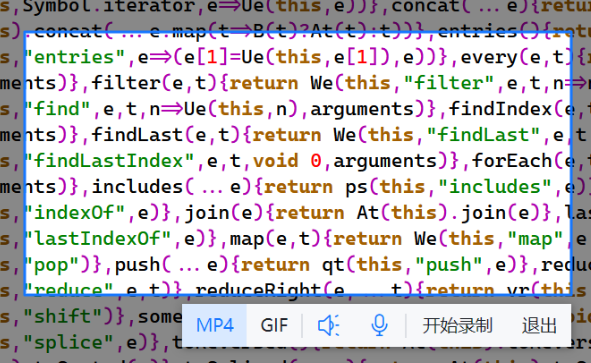 s,Symbol.iterator,e=>Ue(this,e))},concat(...e){retu
s).concat(...e.map(t=>B(t)?At(t):t))},entries(){retur
s,"entries",e=>(e[1]=Ue(this,e[1]),e))},every(e,t){r
ments)},filter(e,t){return We(this,"filter",e,t,n=>n
s,"find",e,t,n=>Ue(this,n),arguments)},findIndex(e,t
ments)},findLast(e,t){return We(this,"findLast",e,t
s,"findLastIndex",e,t,void 0,arguments)},forEach(e,t
ments)},includes(...e){return ps(this,"includes",e)}
s,"indexOf",e)},join(e){return At(this).join(e)},las
s,"lastIndexOf",e)},map(e,t){return We(this,"map",e
s,"pop")},push(...e){return qt(this,"push",e)},redu
s,"reduce",e,t)},reduceRight(e,...t){return vr(this
s,"shift")},some
MP4 GIF 开始录制 退出
s,"splice",e)},